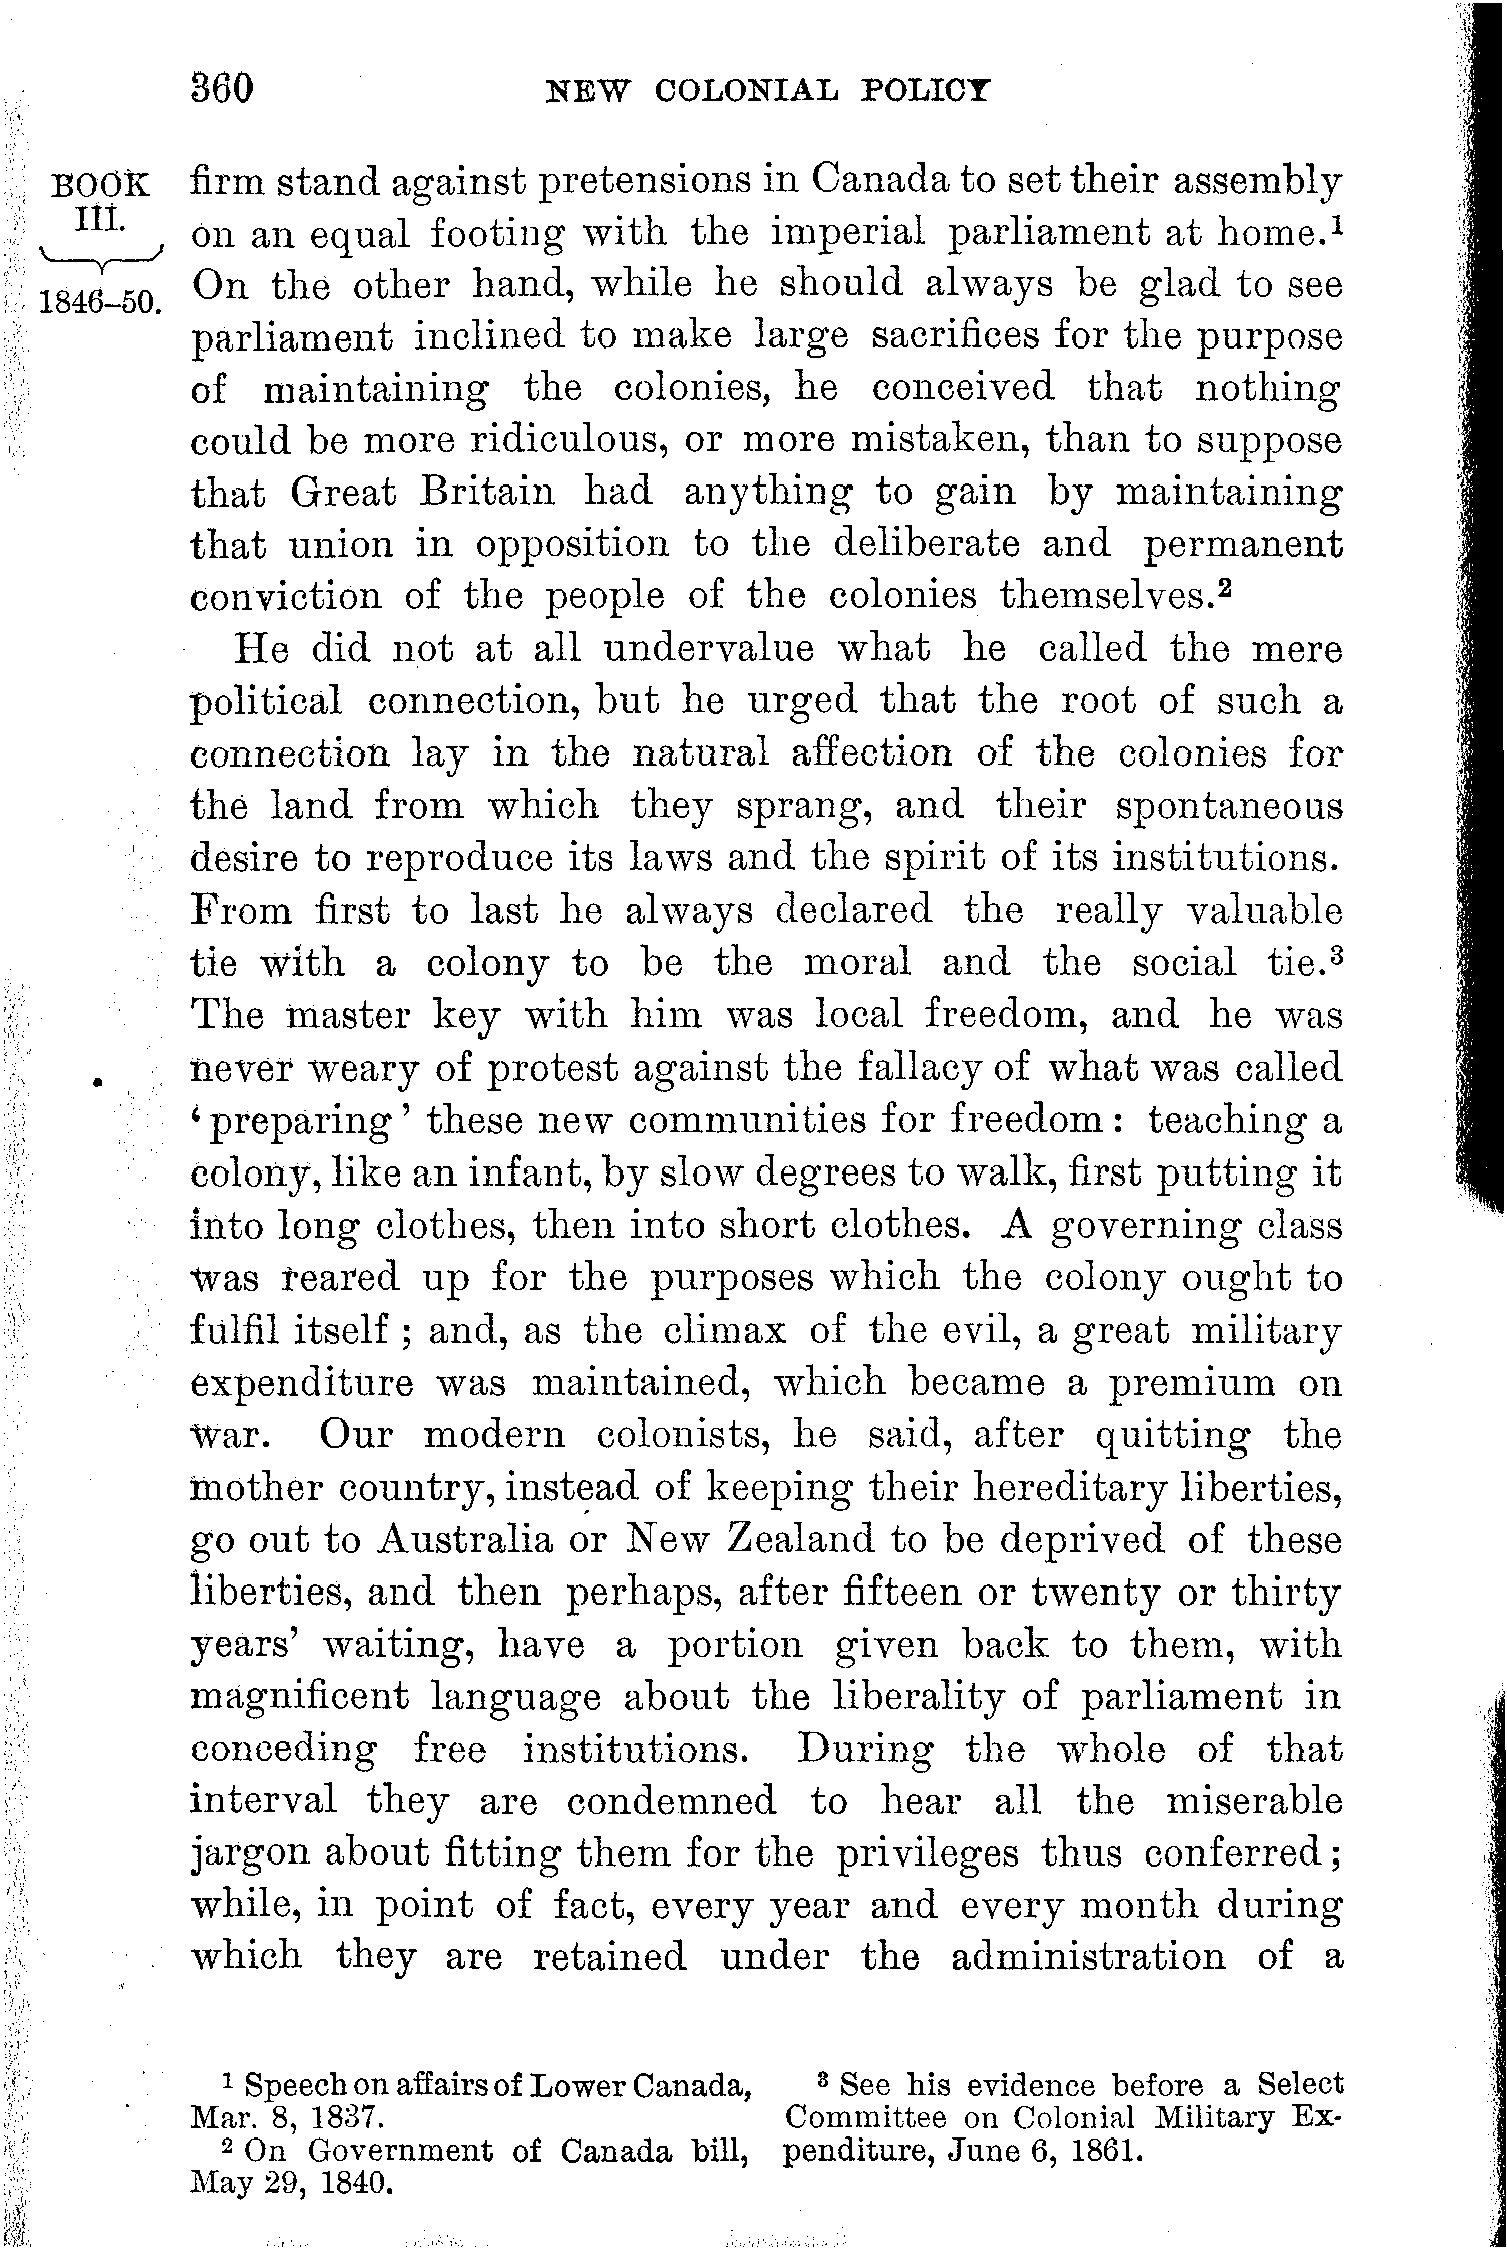 360 NEW COLONIAL POLICY
BOOK
III.
1846–50.
firm stand against pretensions in Canada to set their assembly
on an equal footing with the imperial parliament at home.¹
On the other hand, while he should always be glad to see
parliament inclined to make large sacrifices for the purpose
of maintaining the colonies, he conceived that nothing
could be more ridiculous, or more mistaken, than to suppose
that Great Britain had anything to gain by maintaining
that union in opposition to the deliberate and permanent
conviction of the people of the colonies themselves.²
He did not at all undervalue what he called the mere
political connection, but he urged that the root of such a
connection lay in the natural affection of the colonies for
the land from which they sprang, and their spontaneous
desire to reproduce its laws and the spirit of its institutions.
From first to last he always declared the really valuable
tie with a colony to be the moral and the social tie.³
The master key with him was local freedom, and he was
never weary of protest against the fallacy of what was called
‘preparing’ these new communities for freedom: teaching a
colony, like an infant, by slow degrees to walk, first putting it
into long clothes, then into short clothes. A governing class
was reared up for the purposes which the colony ought to
fulfil itself; and, as the climax of the evil, a great military
expenditure was maintained, which became a premium on
war. Our modern colonists, he said, after quitting the
mother country, instead of keeping their hereditary liberties,
go out to Australia or New Zealand to be deprived of these
liberties, and then perhaps, after fifteen or twenty or thirty
years’ waiting, have a portion given back to them, with
magnificent language about the liberality of parliament in
conceding free institutions. During the whole of that
interval they are condemned to hear all the miserable
jargon about fitting them for the privileges thus conferred;
while, in point of fact, every year and every month during
which they are retained under the administration of a
¹ Speech on affairs of Lower Canada,
Mar. 8, 1837.
² On Government of Canada bill,
May 29, 1840.
³ See his evidence before a Select
Committee on Colonial Military Ex-
penditure, June 6, 1861.